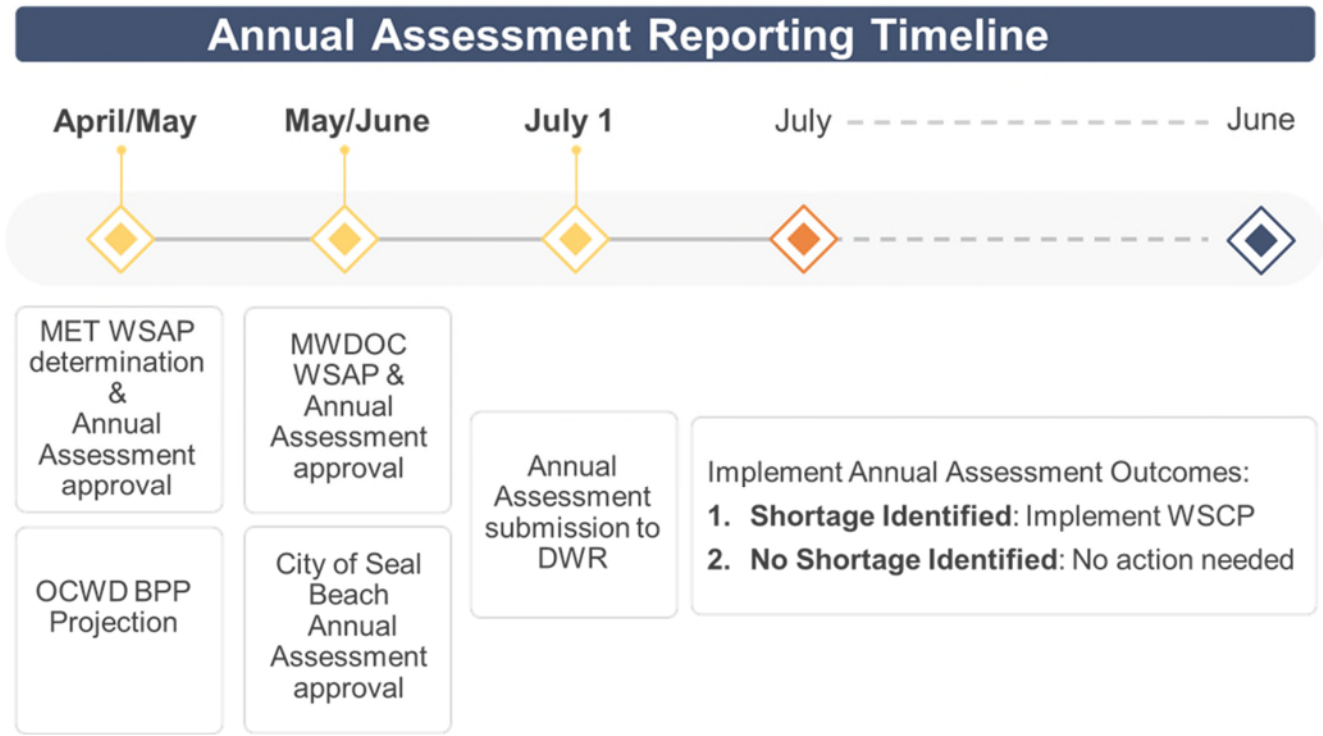 Annual Assessment Reporting Timeline
April/May
May/June
July 1
July
June
MET WSAP
determination
&
Annual
Assessment
approval
OCWD BPP
Projection
MWDOC
WSAP &
Annual
Assessment
approval
City of Seal
Beach
Annual
Assessment
approval
Annual
Assessment
submission to
DWR
Implement Annual Assessment Outcomes:
1. Shortage Identified: Implement WSCP
2. No Shortage Identified: No action needed